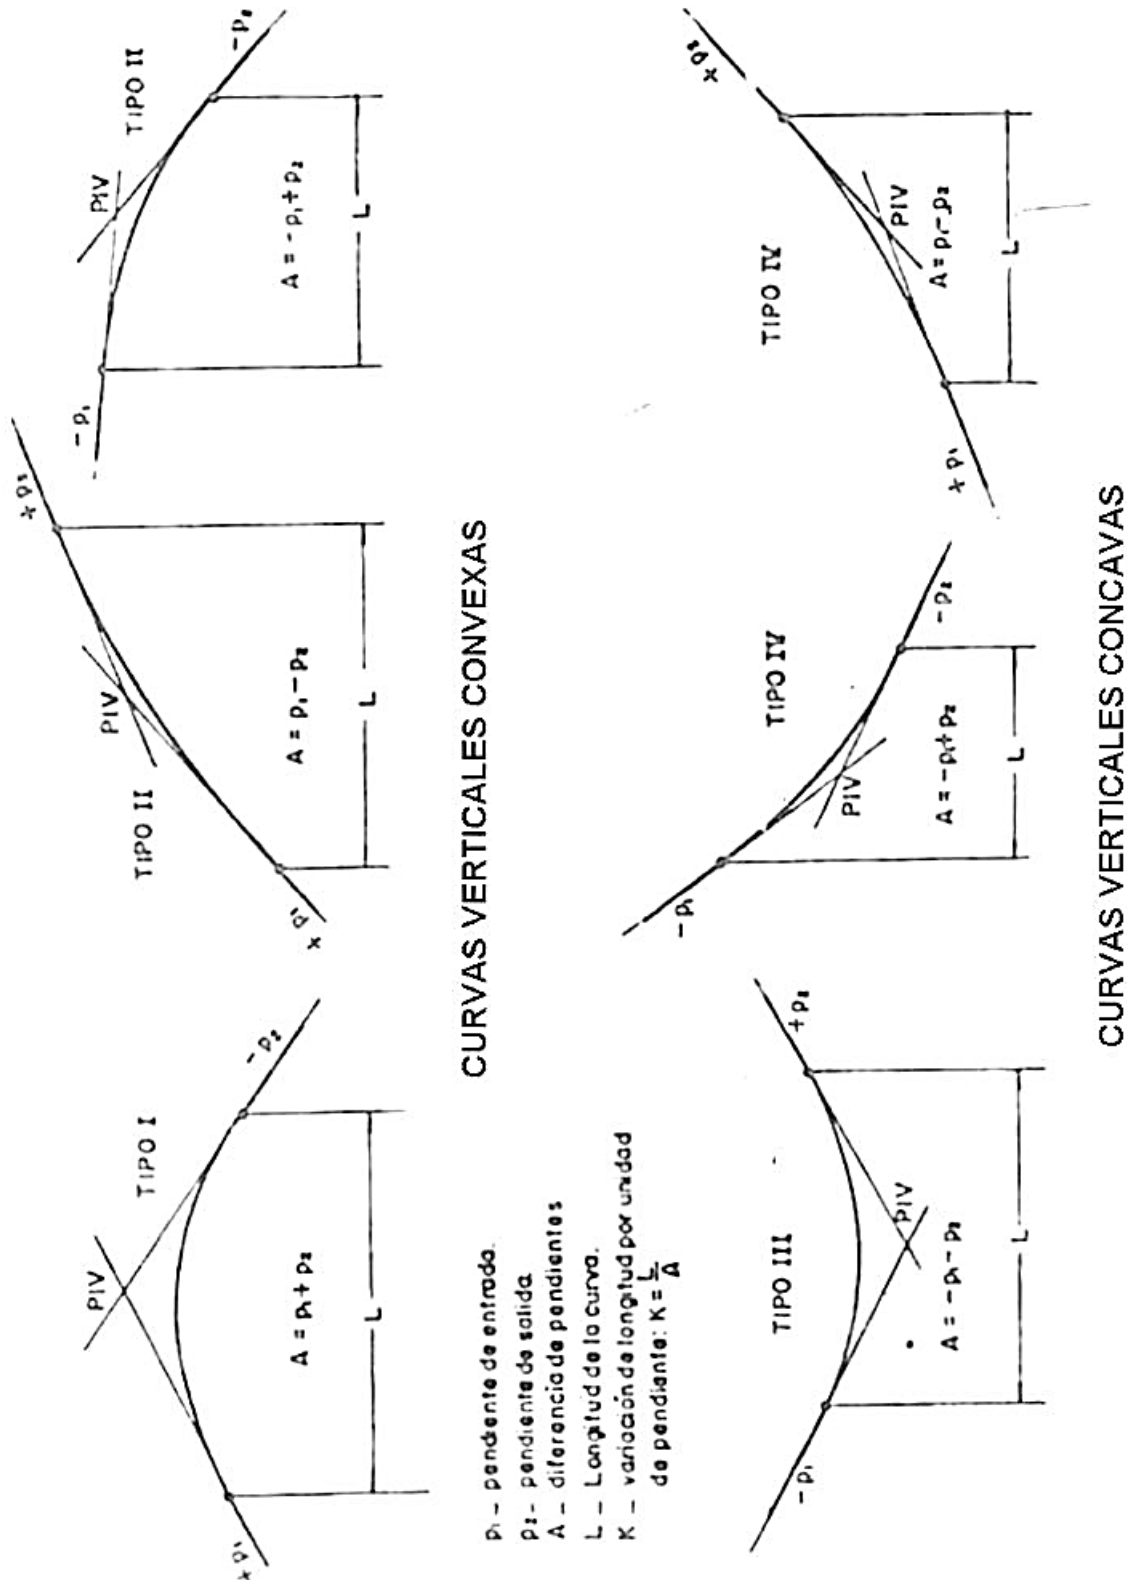 TIPO I
PIV
+ p₁
- p₂
A = p₁ + p₂
L
TIPO II
PIV
+ p₁
+ p₂
A = p₁ - p₂
L
TIPO II
PIV
- p₁
- p₂
A = - p₁ + p₂
L
CURVAS VERTICALES CONVEXAS
p₁ - pendiente de entrada.
p₂ - pendiente de salida
A - diferencia de pendientes
L - Longitud de la curva.
K - variación de longitud por unidad
de pendiente: K = L/A
TIPO III
PIV
- p₁
+ p₂
A = - p₁ - p₂
L
TIPO IV
PIV
- p₁
- p₂
A = - p₁ + p₂
L
TIPO IV
PIV
+ p₁
+ p₂
A = p₁ - p₂
L
CURVAS VERTICALES CONCAVAS